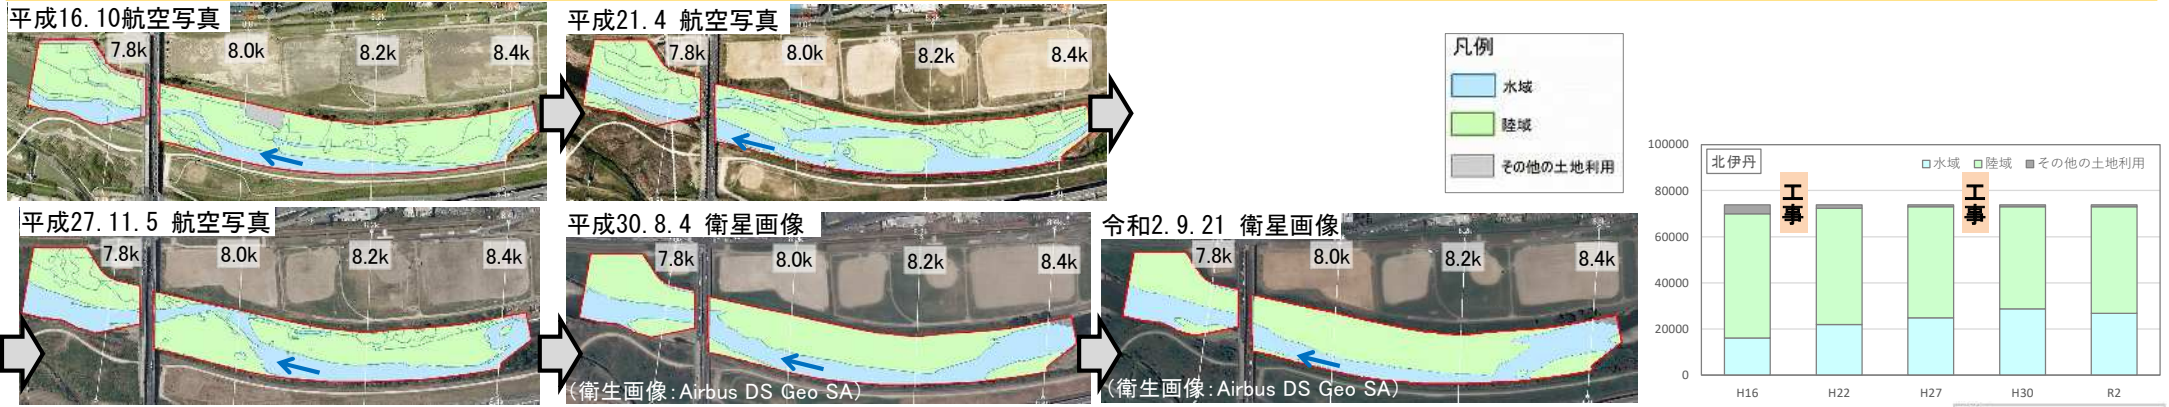 平成16.10航空写真
7.8k
8.0k
8.2k
8.4k
平成21.4 航空写真
7.8k
8.0k
8.2k
8.4k
凡例
水域
陸域
その他の土地利用
平成27.11.5 航空写真
7.8k
8.0k
8.2k
8.4k
平成30.8.4 衛星画像
7.8k
8.0k
8.2k
8.4k
(衛生画像:Airbus DS Geo SA)
令和2.9.21 衛星画像
7.8k
8.0k
8.2k
8.4k
(衛生画像:Airbus DS Geo SA)
北伊丹
水域 陸域 その他の土地利用
工事
工事
100000
80000
60000
40000
20000
0
H16 H22 H27 H30 R2